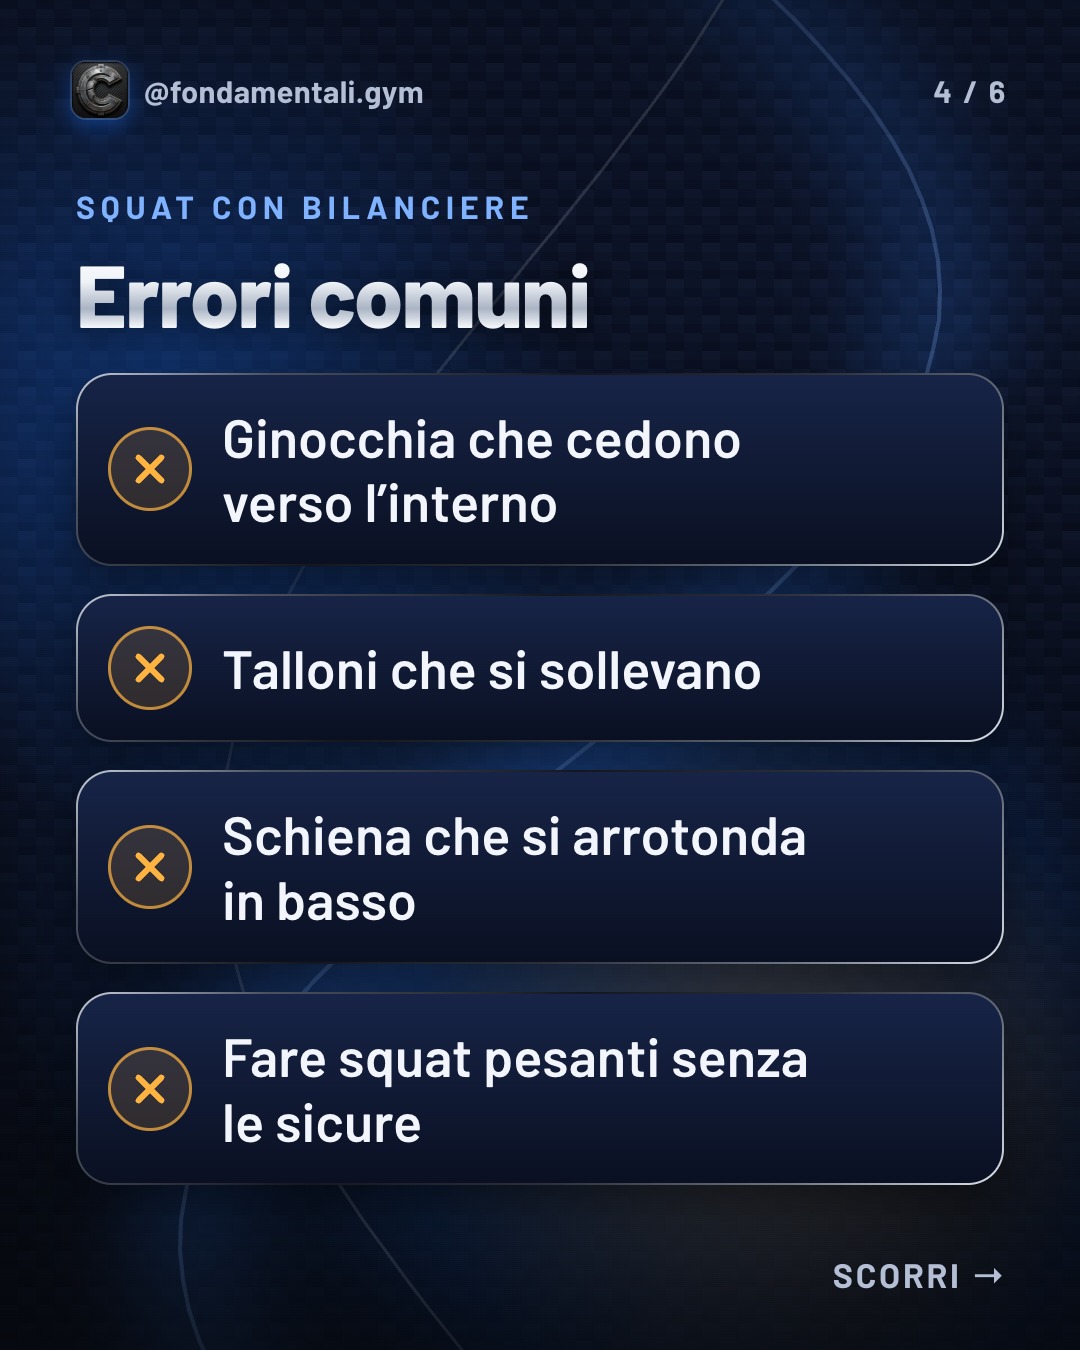 @fondamentali.gym
4 / 6
SQUAT CON BILANCIERE
Errori comuni
Ginocchia che cedono
verso l’interno
Talloni che si sollevano
Schiena che si arrotonda
in basso
Fare squat pesanti senza
le sicure
SCORRI →